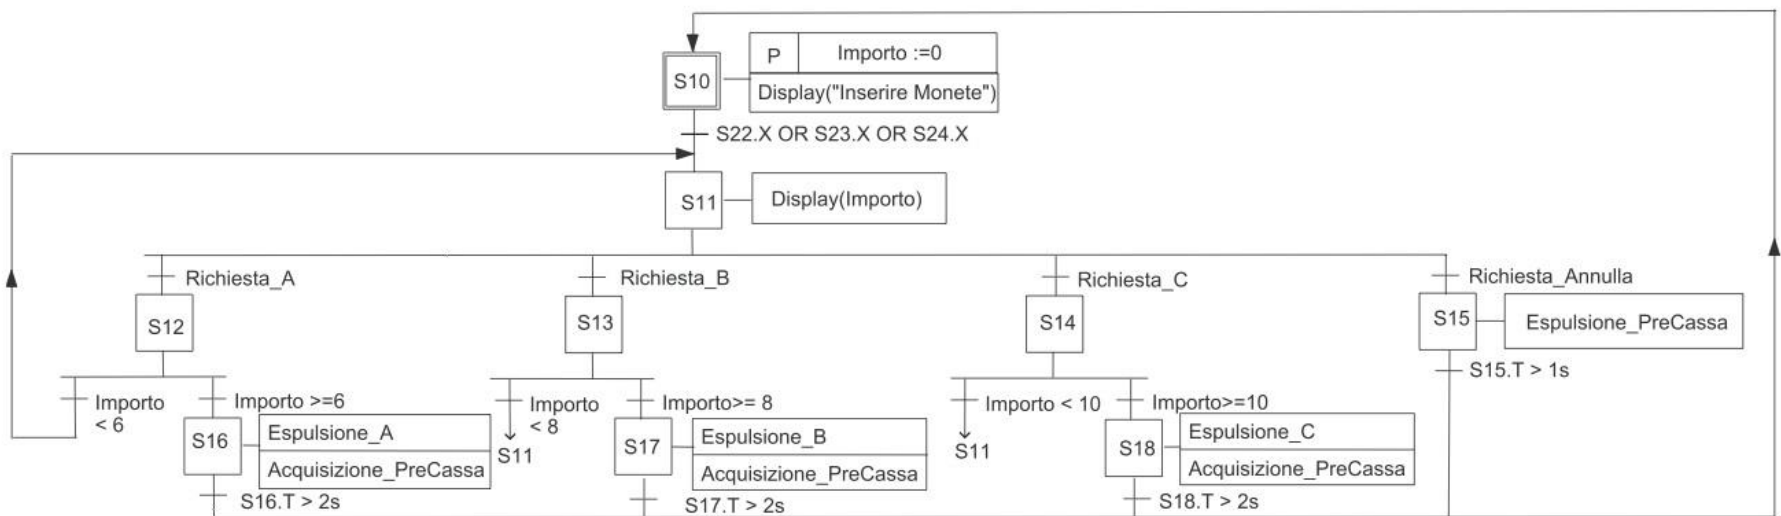 P
Importo :=0
S10
Display("Inserire Monete")
S22.X OR S23.X OR S24.X
S11
Display(Importo)
Richiesta_A
Richiesta_B
Richiesta_C
Richiesta_Annulla
S12
S13
S14
S15
Espulsione_PreCassa
S15.T > 1s
Importo
< 6
Importo >=6
Importo
< 8
Importo>= 8
Importo < 10
Importo>=10
S16
Espulsione_A
Acquisizione_PreCassa
S11
S17
Espulsione_B
Acquisizione_PreCassa
S11
S18
Espulsione_C
Acquisizione_PreCassa
S16.T > 2s
S17.T > 2s
S18.T > 2s